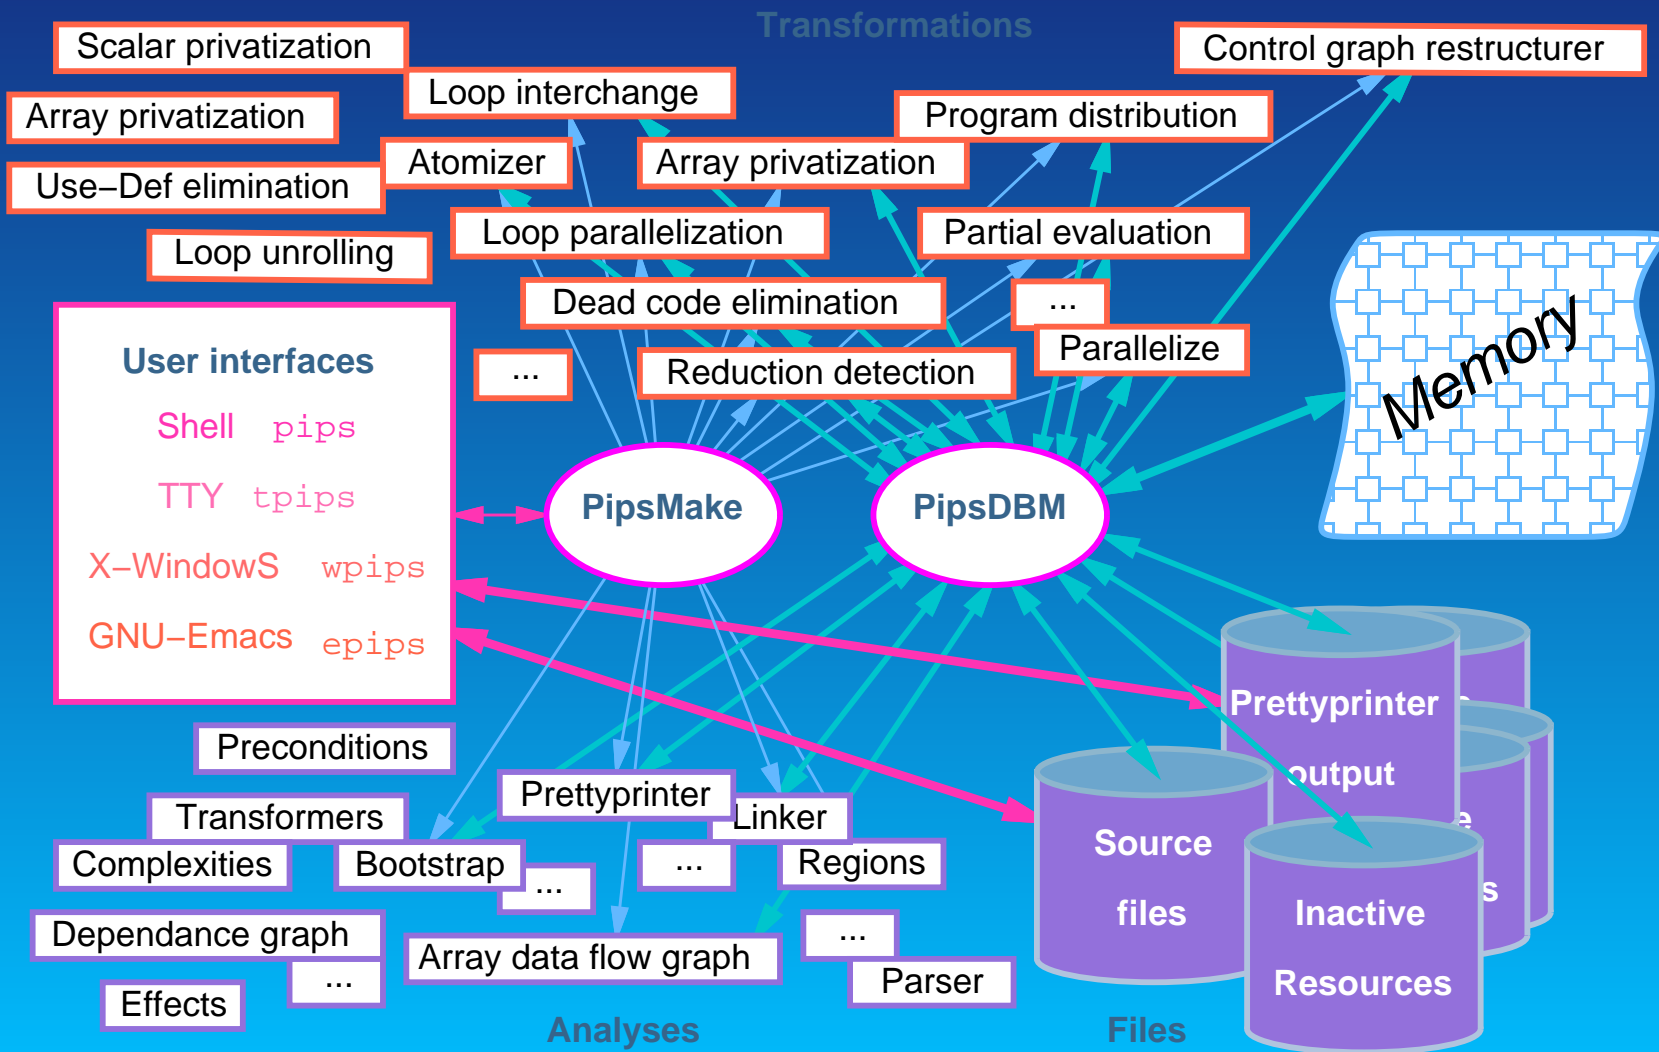 Transformations
Scalar privatization
Control graph restructurer
Loop interchange
Array privatization
Program distribution
Atomizer
Array privatization
Use−Def elimination
Loop parallelization
Partial evaluation
Loop unrolling
Dead code elimination
...
Parallelize
Reduction detection
...
User interfaces
Shell pips
TTY tpips
X−WindowS wpips
GNU−Emacs epips
PipsMake
PipsDBM
Memory
Preconditions
Prettyprinter
Transformers
Linker
Complexities
Bootstrap
...
...
Regions
Dependance graph
...
Array data flow graph
...
Parser
Effects
Analyses
Prettyprinter
output
Source
files
Inactive
Resources
Files